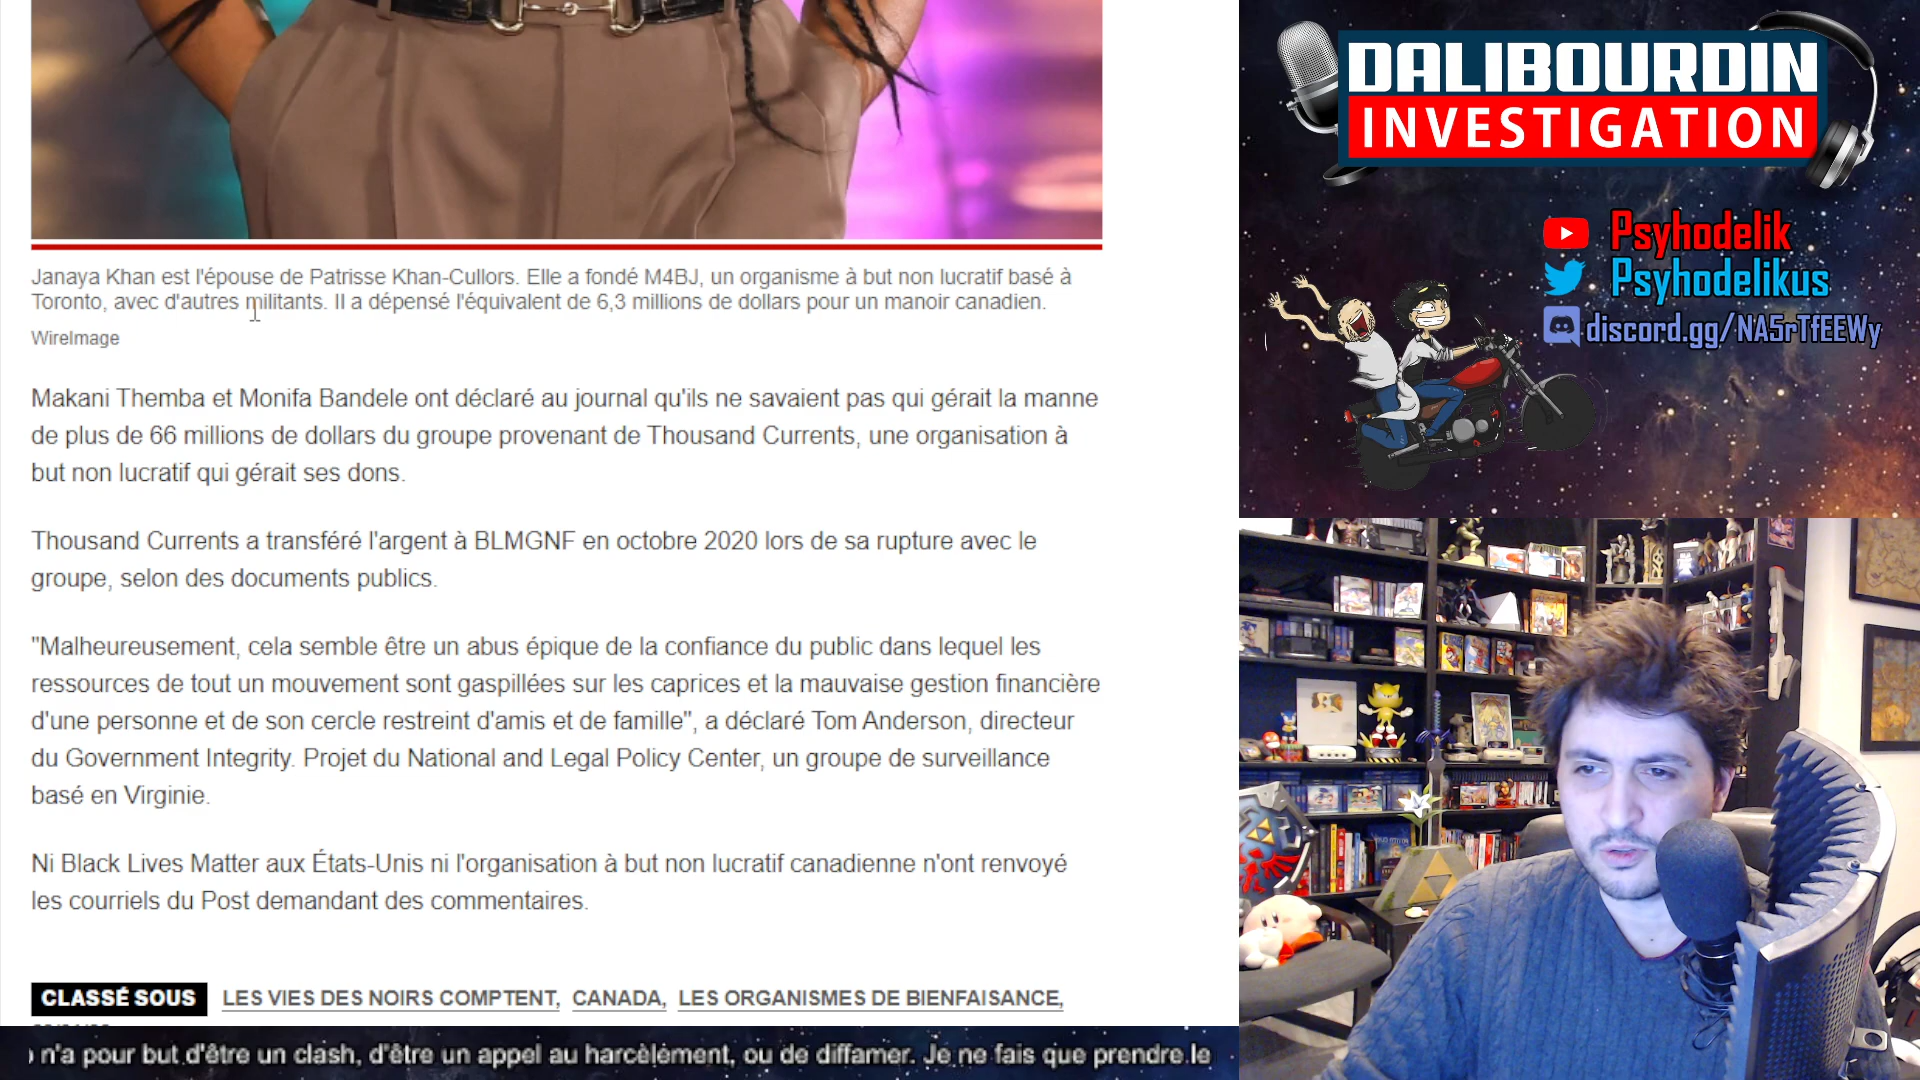 Janaya Khan est l'épouse de Patrisse Khan-Cullors. Elle a fondé M4BJ, un organisme à but non lucratif basé à
Toronto, avec d'autres militants. Il a dépensé l'équivalent de 6,3 millions de dollars pour un manoir canadien.
WireImage
Makani Themba et Monifa Bandele ont déclaré au journal qu'ils ne savaient pas qui gérait la manne
de plus de 66 millions de dollars du groupe provenant de Thousand Currents, une organisation à
but non lucratif qui gérait ses dons.
Thousand Currents a transféré l'argent à BLMGNF en octobre 2020 lors de sa rupture avec le
groupe, selon des documents publics.
"Malheureusement, cela semble être un abus épique de la confiance du public dans lequel les
ressources de tout un mouvement sont gaspillées sur les caprices et la mauvaise gestion financière
d'une personne et de son cercle restreint d'amis et de famille", a déclaré Tom Anderson, directeur
du Government Integrity. Projet du National and Legal Policy Center, un groupe de surveillance
basé en Virginie.
Ni Black Lives Matter aux États-Unis ni l'organisation à but non lucratif canadienne n'ont renvoyé
les courriels du Post demandant des commentaires.
CLASSÉ SOUS LES VIES DES NOIRS COMPTENT, CANADA, LES ORGANISMES DE BIENFAISANCE,
n'a pour but d'être un clash, d'être un appel au harcèlement, ou de diffamer. Je ne fais que prendre le
DALIBOURDIN
INVESTIGATION
Psyhodelik
Psyhodelikus
discord.gg/NA5rTfEEWy